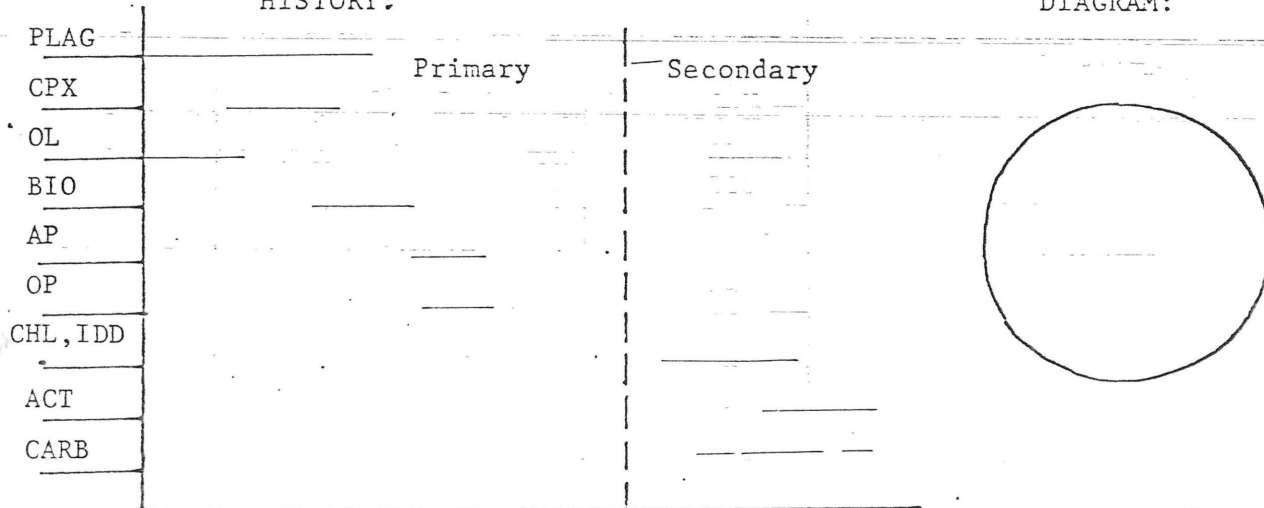 HISTORY:
DIAGRAM:
PLAG
Primary
Secondary
CPX
OL
BIO
AP
OP
CHL,IDD
ACT
CARB